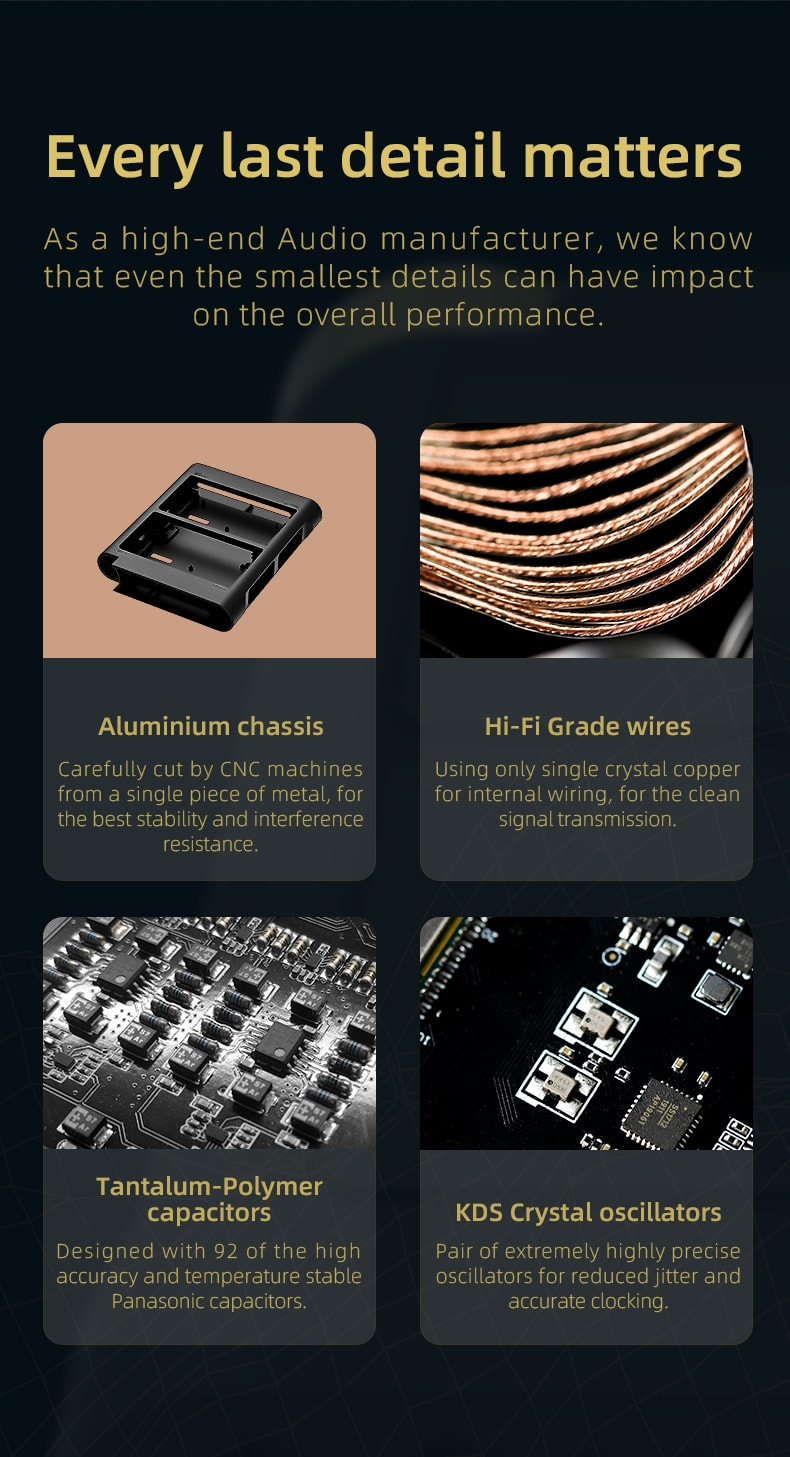 Every last detail matters
As a high-end Audio manufacturer, we know
that even the smallest details can have impact
on the overall performance.
Aluminium chassis
Carefully cut by CNC machines
from a single piece of metal, for
the best stability and interference
resistance.
Hi-Fi Grade wires
Using only single crystal copper
for internal wiring, for the clean
signal transmission.
Tantalum-Polymer
capacitors
Designed with 92 of the high
accuracy and temperature stable
Panasonic capacitors.
KDS Crystal oscillators
Pair of extremely highly precise
oscillators for reduced jitter and
accurate clocking.